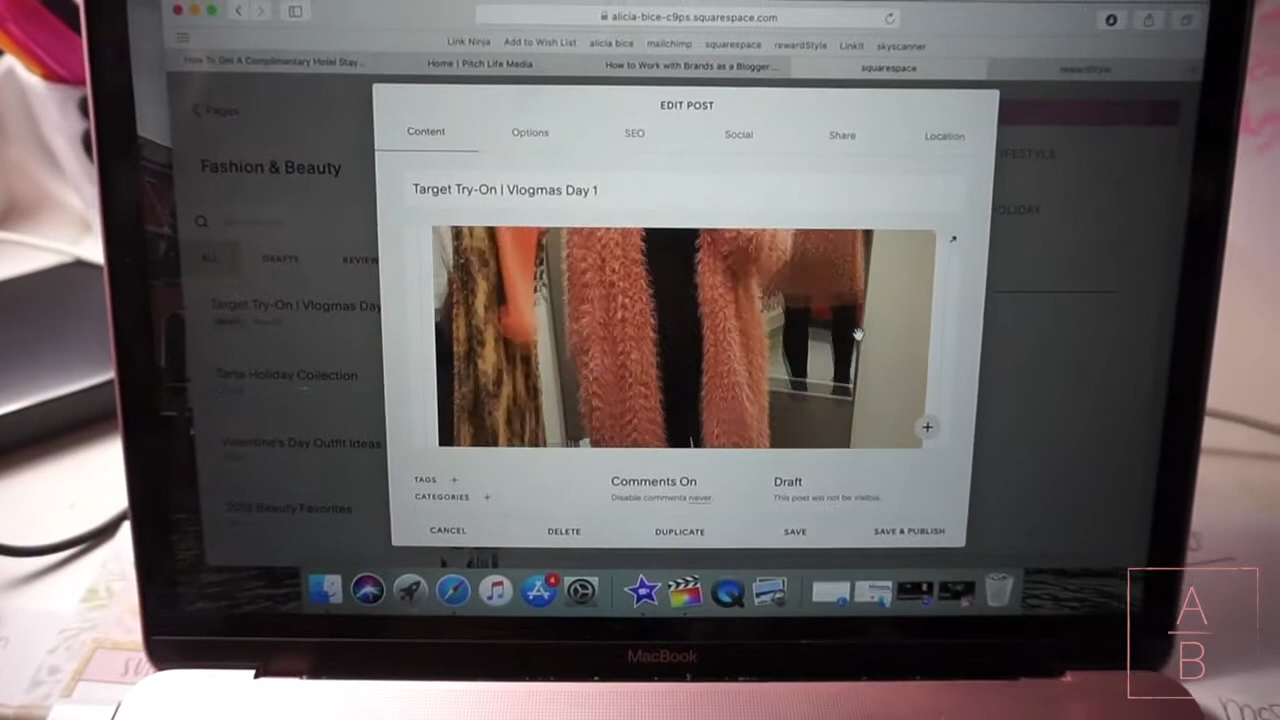 alicia-bice-c9ps.squarespace.com
Link Ninja Add to Wish List alicia bice mailchimp squarespace rewardStyle LinkIt skyscanner
How To Get A Complimentary Hotel Stay... Home | Pitch Life Media How to Work with Brands as a Blogger:... squarespace rewardStyle
Pages
EDIT POST
Content Options SEO Social Share Location
IFESTYLE
Fashion & Beauty
Target Try-On | Vlogmas Day 1
OLIDAY
ALL DRAFTS REVIEW
Target Try-On | Vlogmas Day
Tarte Holiday Collection
Valentine's Day Outfit Ideas
2018 Beauty Favorites
TAGS +
CATEGORIES +
Comments On
Disable comments never.
Draft
This post will not be visible.
CANCEL DELETE DUPLICATE SAVE SAVE & PUBLISH
MacBook
A
B